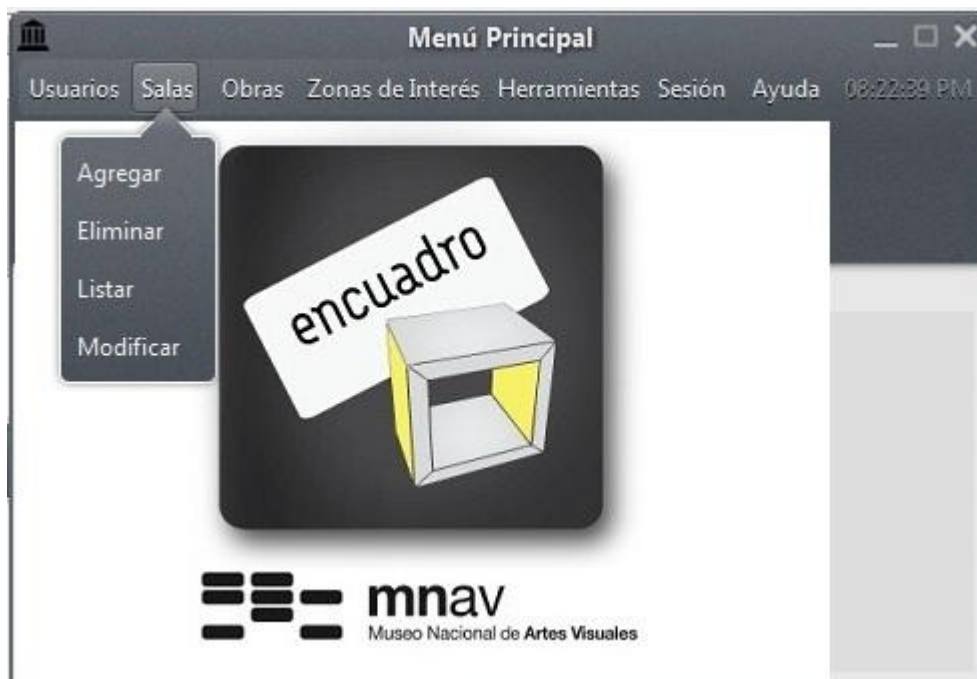 Menú Principal
Usuarios Salas Obras Zonas de Interés Herramientas Sesión Ayuda 08:22:39 PM
Agregar
Eliminar
Listar
Modificar
encuadro
mnav
Museo Nacional de Artes Visuales